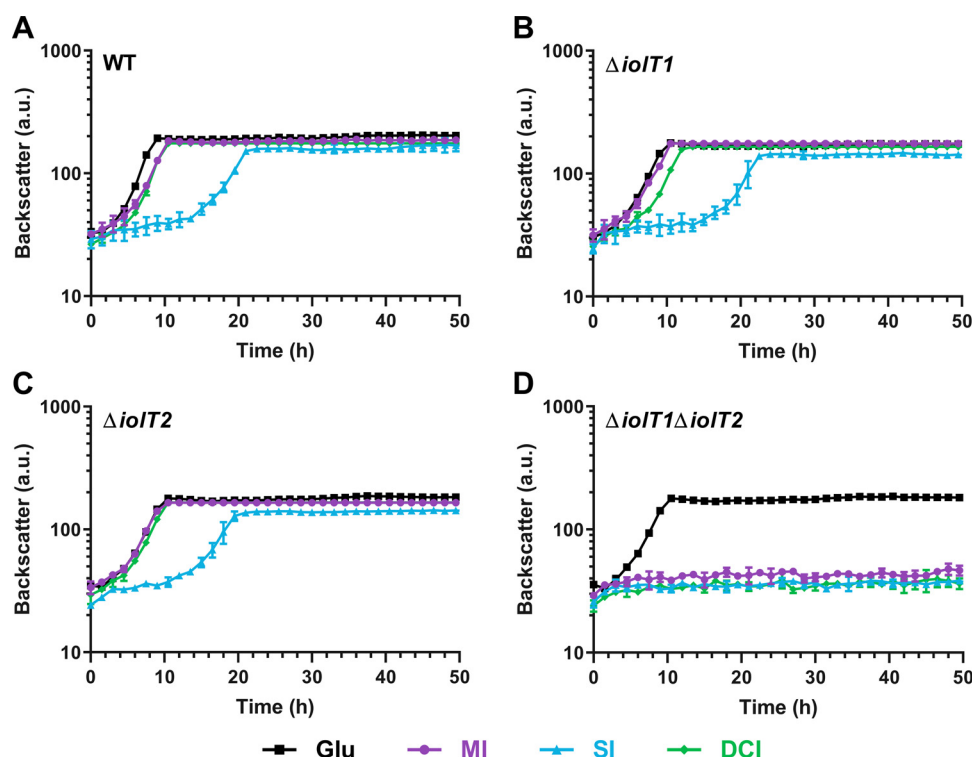 A
WT
1000
100
10
Backscatter (a.u.)
0 10 20 30 40 50
Time (h)
B
ΔiolT1
1000
100
10
Backscatter (a.u.)
0 10 20 30 40 50
Time (h)
C
ΔiolT2
1000
100
10
Backscatter (a.u.)
0 10 20 30 40 50
Time (h)
D
ΔiolT1ΔiolT2
1000
100
10
Backscatter (a.u.)
0 10 20 30 40 50
Time (h)
Glu MI SI DCI